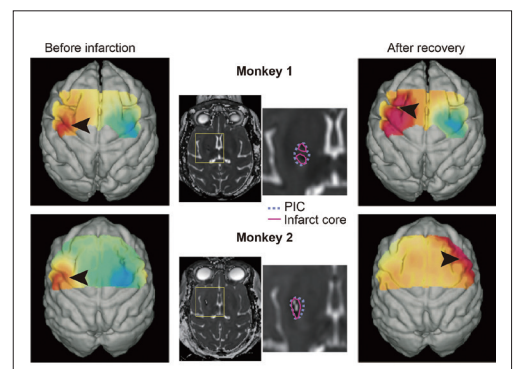 Before infarction
After recovery
Monkey 1
PIC
Infarct core
Monkey 2